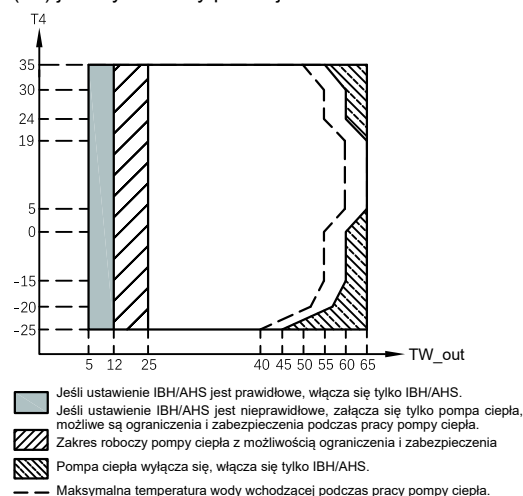 T4
35
30
24
19
5
0
-15
-20
-25
5 12 25 40 45 50 55 60 65
TW_out
Jeśli ustawienie IBH/AHS jest prawidłowe, włącza się tylko IBH/AHS.
Jeśli ustawienie IBH/AHS jest nieprawidłowe, załącza się tylko pompa ciepła,
możliwe są ograniczenia i zabezpieczenia podczas pracy pompy ciepła.
Zakres roboczy pompy ciepła z możliwością ograniczenia i zabezpieczenia
Pompa ciepła wyłącza się, włącza się tylko IBH/AHS.
Maksymalna temperatura wody wchodzącej podczas pracy pompy ciepła.